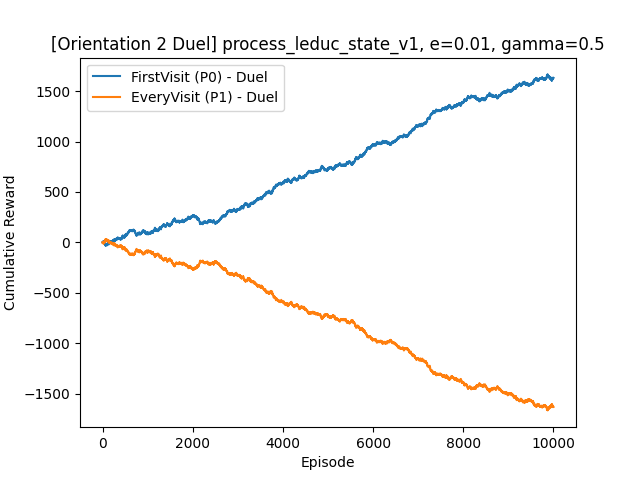 [Orientation 2 Duel] process_leduc_state_v1, e=0.01, gamma=0.5
FirstVisit (P0) - Duel
EveryVisit (P1) - Duel
1500
1000
500
0
−500
−1000
−1500
Cumulative Reward
0 2000 4000 6000 8000 10000
Episode